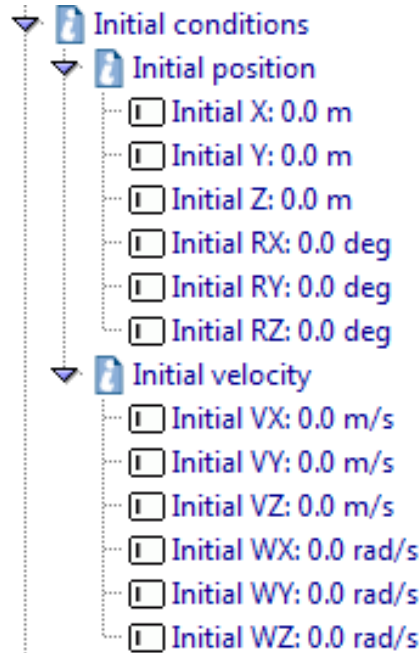 Initial conditions
Initial position
Initial X: 0.0 m
Initial Y: 0.0 m
Initial Z: 0.0 m
Initial RX: 0.0 deg
Initial RY: 0.0 deg
Initial RZ: 0.0 deg
Initial velocity
Initial VX: 0.0 m/s
Initial VY: 0.0 m/s
Initial VZ: 0.0 m/s
Initial WX: 0.0 rad/s
Initial WY: 0.0 rad/s
Initial WZ: 0.0 rad/s